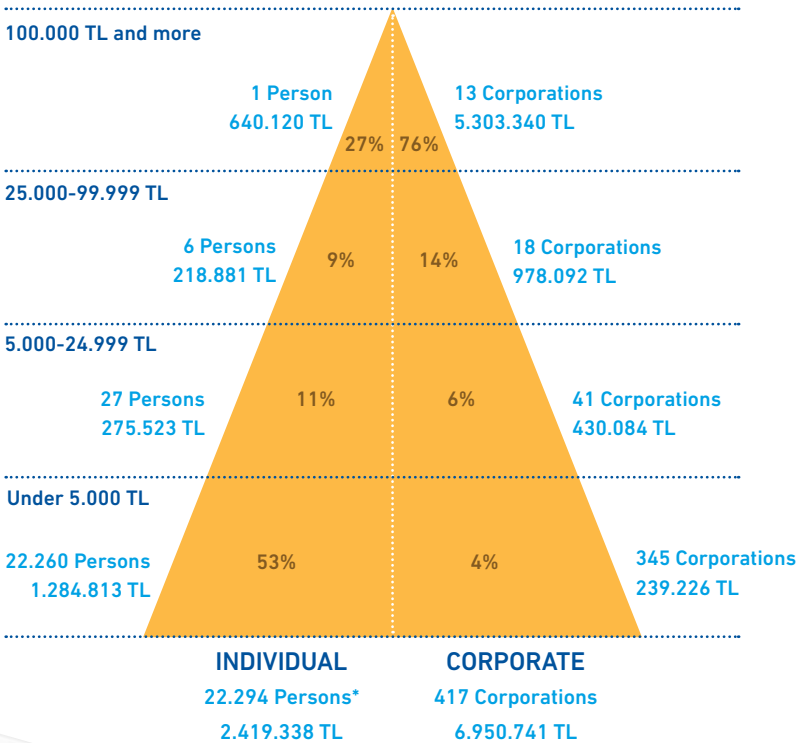 100.000 TL and more
1 Person
640.120 TL
27%
76%
13 Corporations
5.303.340 TL
25.000-99.999 TL
6 Persons
218.881 TL
9%
14%
18 Corporations
978.092 TL
5.000-24.999 TL
27 Persons
275.523 TL
11%
6%
41 Corporations
430.084 TL
Under 5.000 TL
22.260 Persons
1.284.813 TL
53%
4%
345 Corporations
239.226 TL
INDIVIDUAL
22.294 Persons*
2.419.338 TL
CORPORATE
417 Corporations
6.950.741 TL